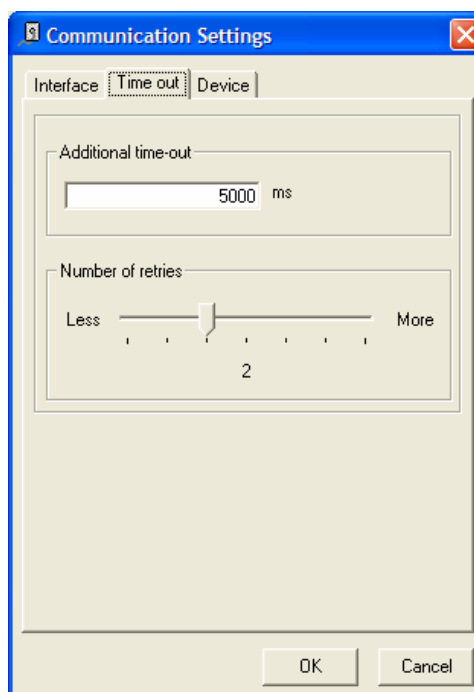 Communication Settings
Interface Time out Device
Additional time-out
5000 ms
Number of retries
Less More
2
OK Cancel